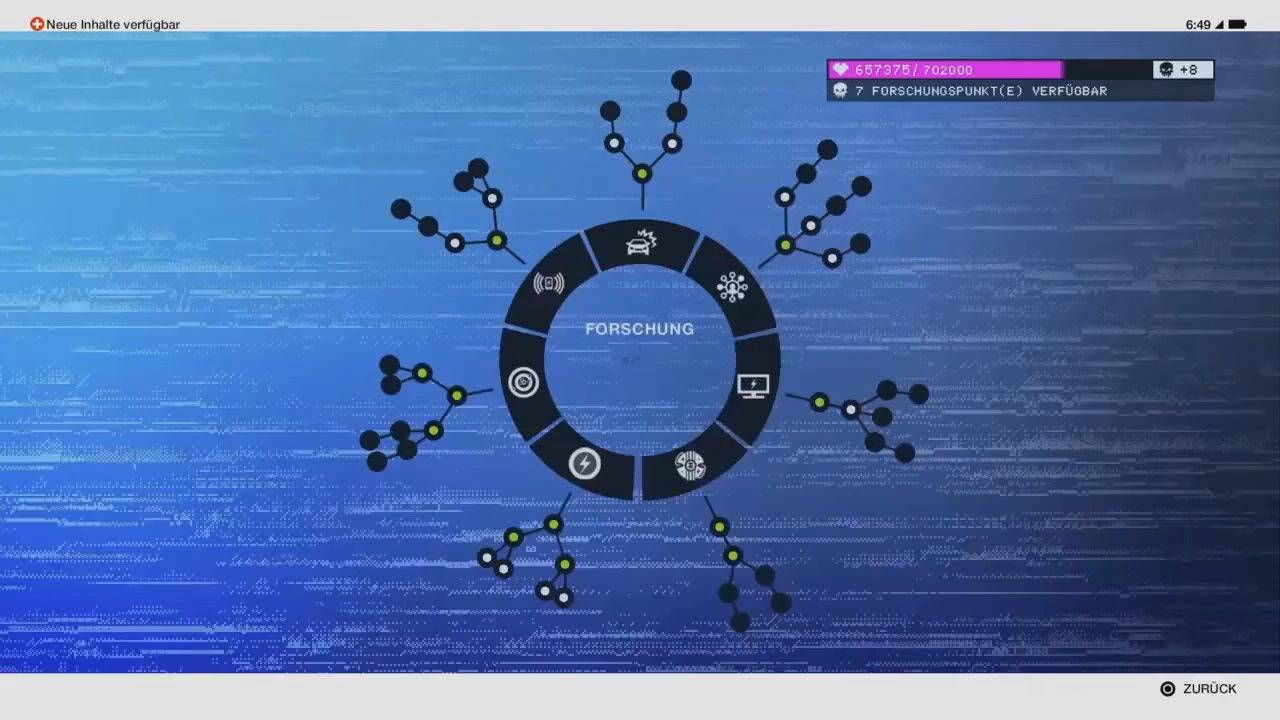 Neue Inhalte verfügbar
6:49
657375/702000
+8
7 FORSCHUNGSPUNKT(E) VERFÜGBAR
FORSCHUNG
ZURÜCK